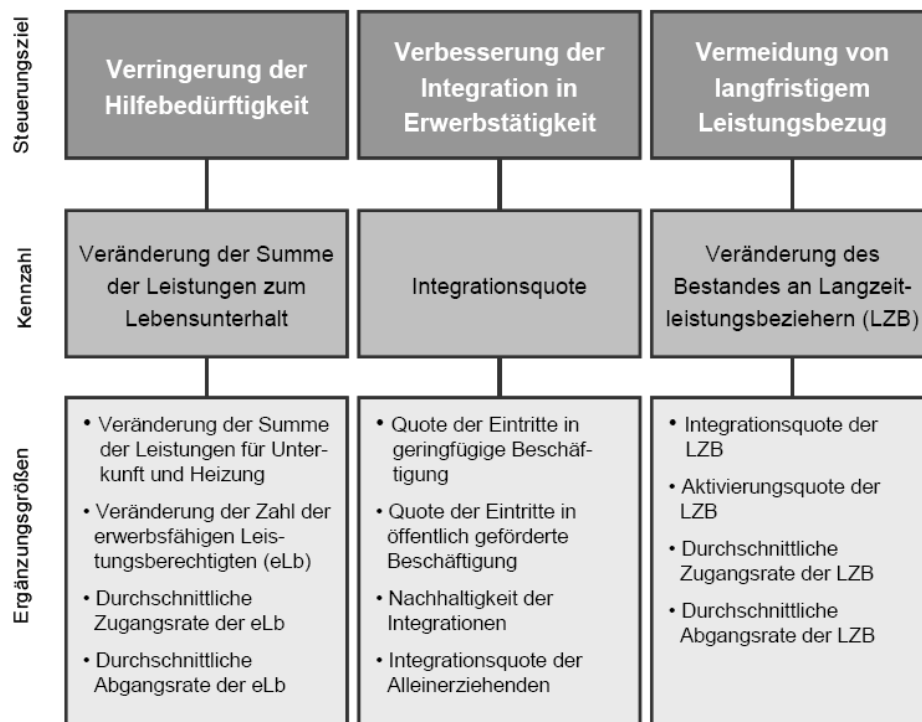 Steuerungsziel
Verringerung der
Hilfebedürftigkeit
Verbesserung der
Integration in
Erwerbstätigkeit
Vermeidung von
langfristigem
Leistungsbezug
Kennzahl
Veränderung der Summe
der Leistungen zum
Lebensunterhalt
Integrationsquote
Veränderung des
Bestandes an Langzeit-
leistungsbeziehern (LZB)
Ergänzungsgrößen
• Veränderung der Summe
der Leistungen für Unter-
kunft und Heizung
• Veränderung der Zahl der
erwerbsfähigen Leis-
tungsberechtigten (eLb)
• Durchschnittliche
Zugangsrate der eLb
• Durchschnittliche
Abgangsrate der eLb
• Quote der Eintritte in
geringfügige Beschäf-
tigung
• Quote der Eintritte in
öffentlich geförderte
Beschäftigung
• Nachhaltigkeit der
Integrationen
• Integrationsquote der
Alleinerziehenden
• Integrationsquote der
LZB
• Aktivierungsquote der
LZB
• Durchschnittliche
Zugangsrate der LZB
• Durchschnittliche
Abgangsrate der LZB